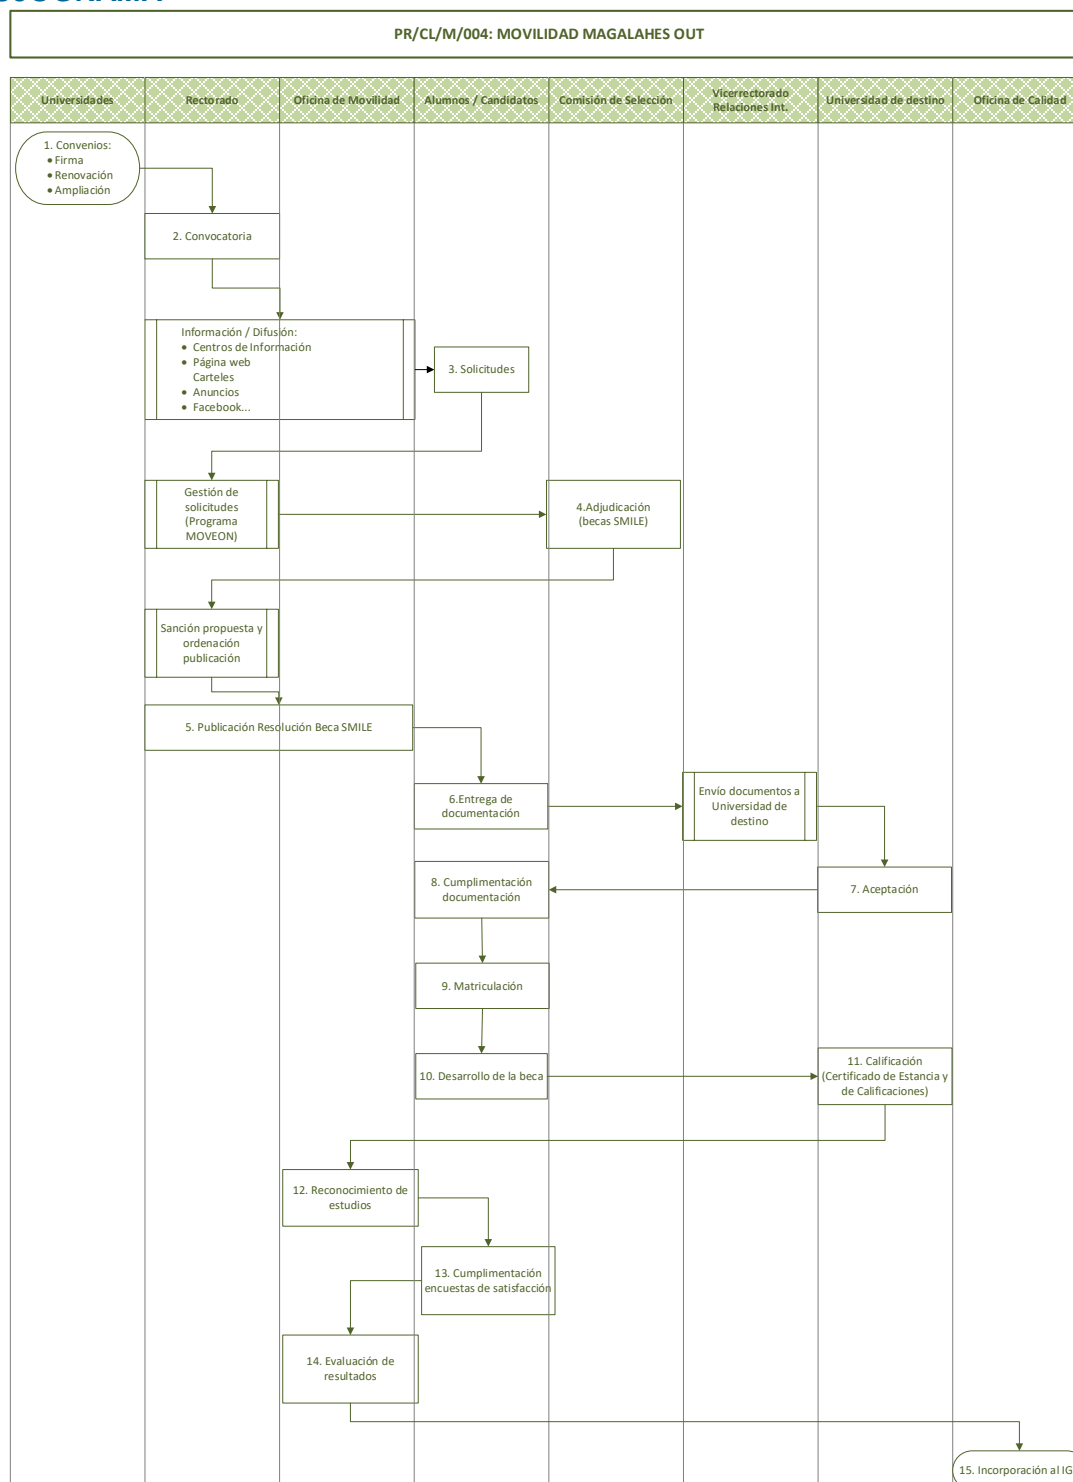 PR/CL/M/004: MOVILIDAD MAGALAHES OUT
Universidades
Rectorado
Oficina de Movilidad
Alumnos / Candidatos
Comisión de Selección
Vicerrectorado
Relaciones Int.
Universidad de destino
Oficina de Calidad
1. Convenios:
• Firma
• Renovación
• Ampliación
2. Convocatoria
Información / Difusión:
• Centros de Información
• Página web
Carteles
• Anuncios
• Facebook...
3. Solicitudes
Gestión de
solicitudes
(Programa
MOVEON)
4.Adjudicación
(becas SMILE)
Sanción propuesta y
ordenación
publicación
5. Publicación Resolución Beca SMILE
6.Entrega de
documentación
Envío documentos a
Universidad de
destino
8. Cumplimentación
documentación
7. Aceptación
9. Matriculación
10. Desarrollo de la beca
11. Calificación
(Certificado de Estancia y
de Calificaciones)
12. Reconocimiento de
estudios
13. Cumplimentación
encuestas de satisfacción
14. Evaluación de
resultados
15. Incorporación al IG